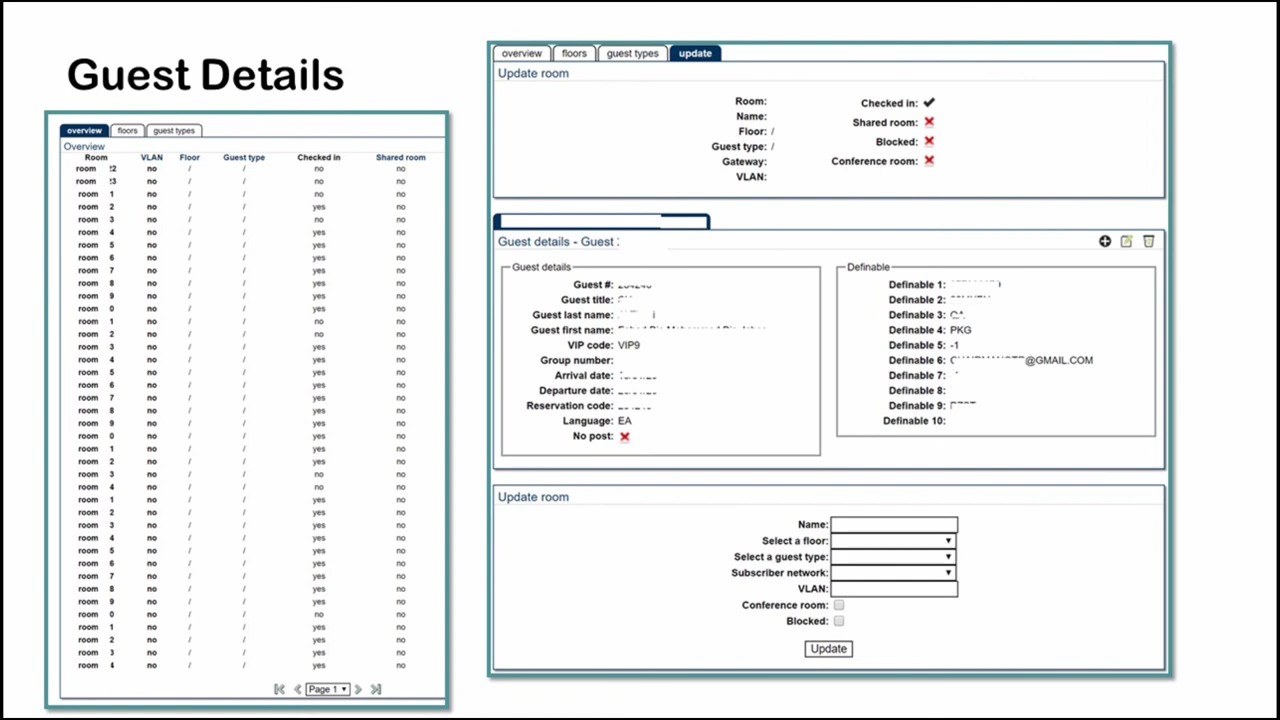 Guest Details
overview floors guest types
Overview
Room VLAN Floor Guest type Checked in Shared room
room no / / no no
room no / / no no
room 1 no / / no no
room 2 no / / yes no
room 3 no / / no no
room 4 no / / yes no
room 5 no / / yes no
room 6 no / / yes no
room 7 no / / yes no
room 8 no / / yes no
room 9 no / / yes no
room 0 no / / yes no
room 1 no / / no no
room 2 no / / no no
room 3 no / / yes no
room 4 no / / yes no
room 5 no / / yes no
room 6 no / / yes no
room 7 no / / yes no
room 8 no / / yes no
room 9 no / / yes no
room 0 no / / yes no
room 1 no / / yes no
room 2 no / / yes no
room 3 no / / no no
room 4 no / / no no
room 1 no / / yes no
room 2 no / / yes no
room 3 no / / yes no
room 4 no / / yes no
room 5 no / / yes no
room 6 no / / yes no
room 7 no / / yes no
room 8 no / / yes no
room 9 no / / yes no
room 0 no / / no no
room 1 no / / yes no
room 2 no / / yes no
room 3 no / / yes no
room 4 no / / yes no
Page 1
overview floors guest types update
Update room
Room:
Name:
Floor: /
Guest type: /
Gateway:
VLAN:
Checked in:
Shared room:
Blocked:
Conference room:
Guest details - Guest
Guest details
Guest #:
Guest title:
Guest last name:
Guest first name:
VIP code: VIP9
Group number:
Arrival date:
Departure date:
Reservation code:
Language: EA
No post:
Definable
Definable 1:
Definable 2:
Definable 3:
Definable 4: PKG
Definable 5: -1
Definable 6: @GMAIL.COM
Definable 7:
Definable 8:
Definable 9:
Definable 10:
Update room
Name:
Select a floor:
Select a guest type:
Subscriber network:
VLAN:
Conference room:
Blocked:
Update